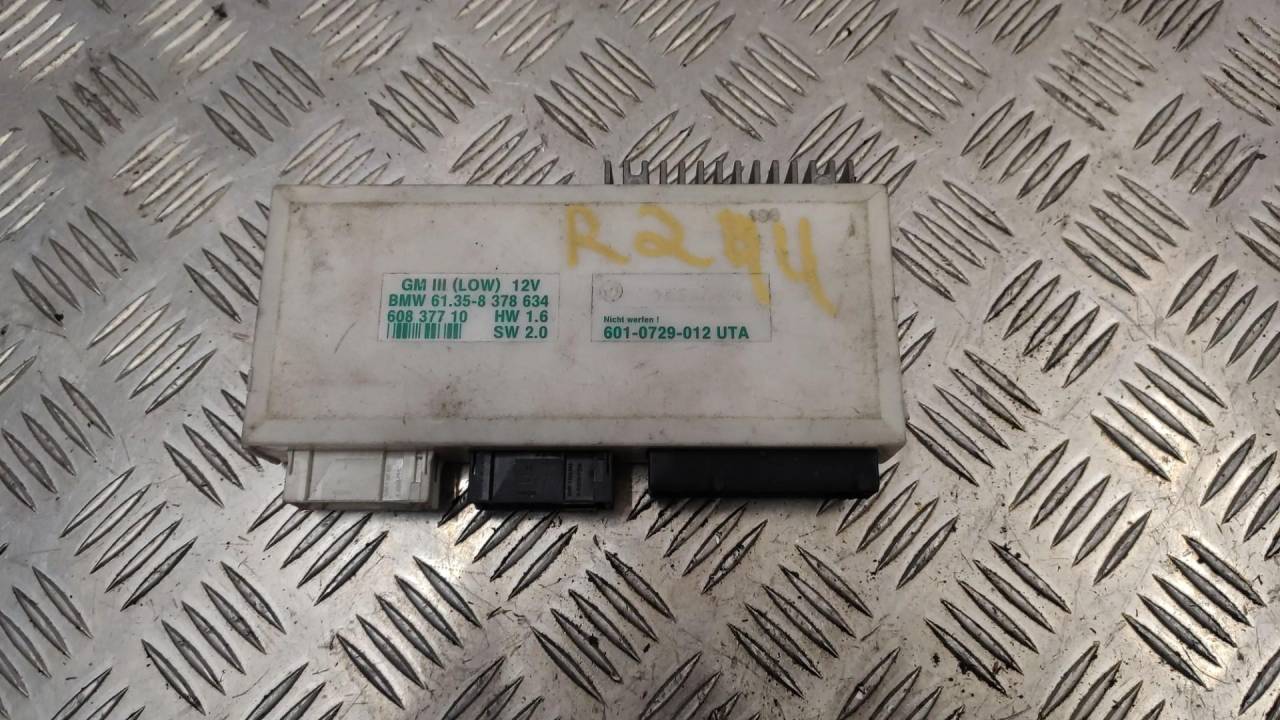 R244
GM III (LOW) 12V
BMW 61.35-8 378 634
608 377 10 HW 1.6
SW 2.0
Nicht werfen !
601-0729-012 UTA